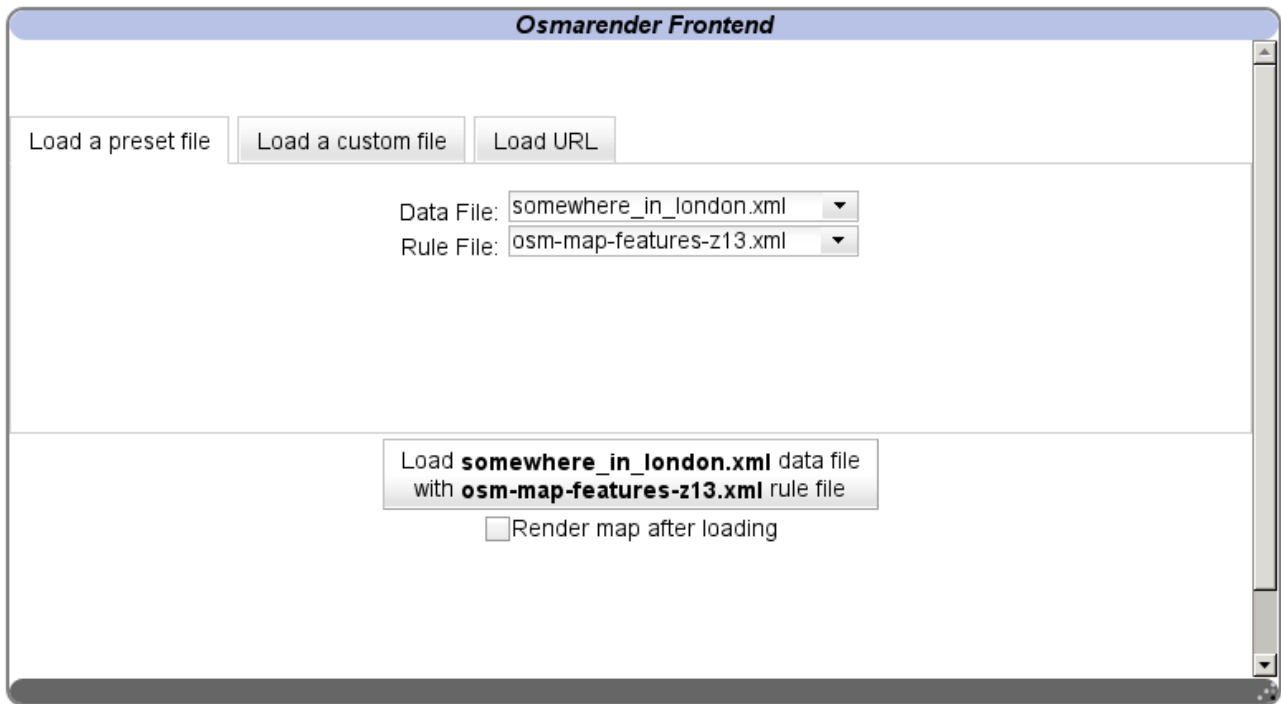 Osmarender Frontend
Load a preset file
Load a custom file
Load URL
Data File: somewhere_in_london.xml
Rule File: osm-map-features-z13.xml
Load somewhere_in_london.xml data file
with osm-map-features-z13.xml rule file
Render map after loading